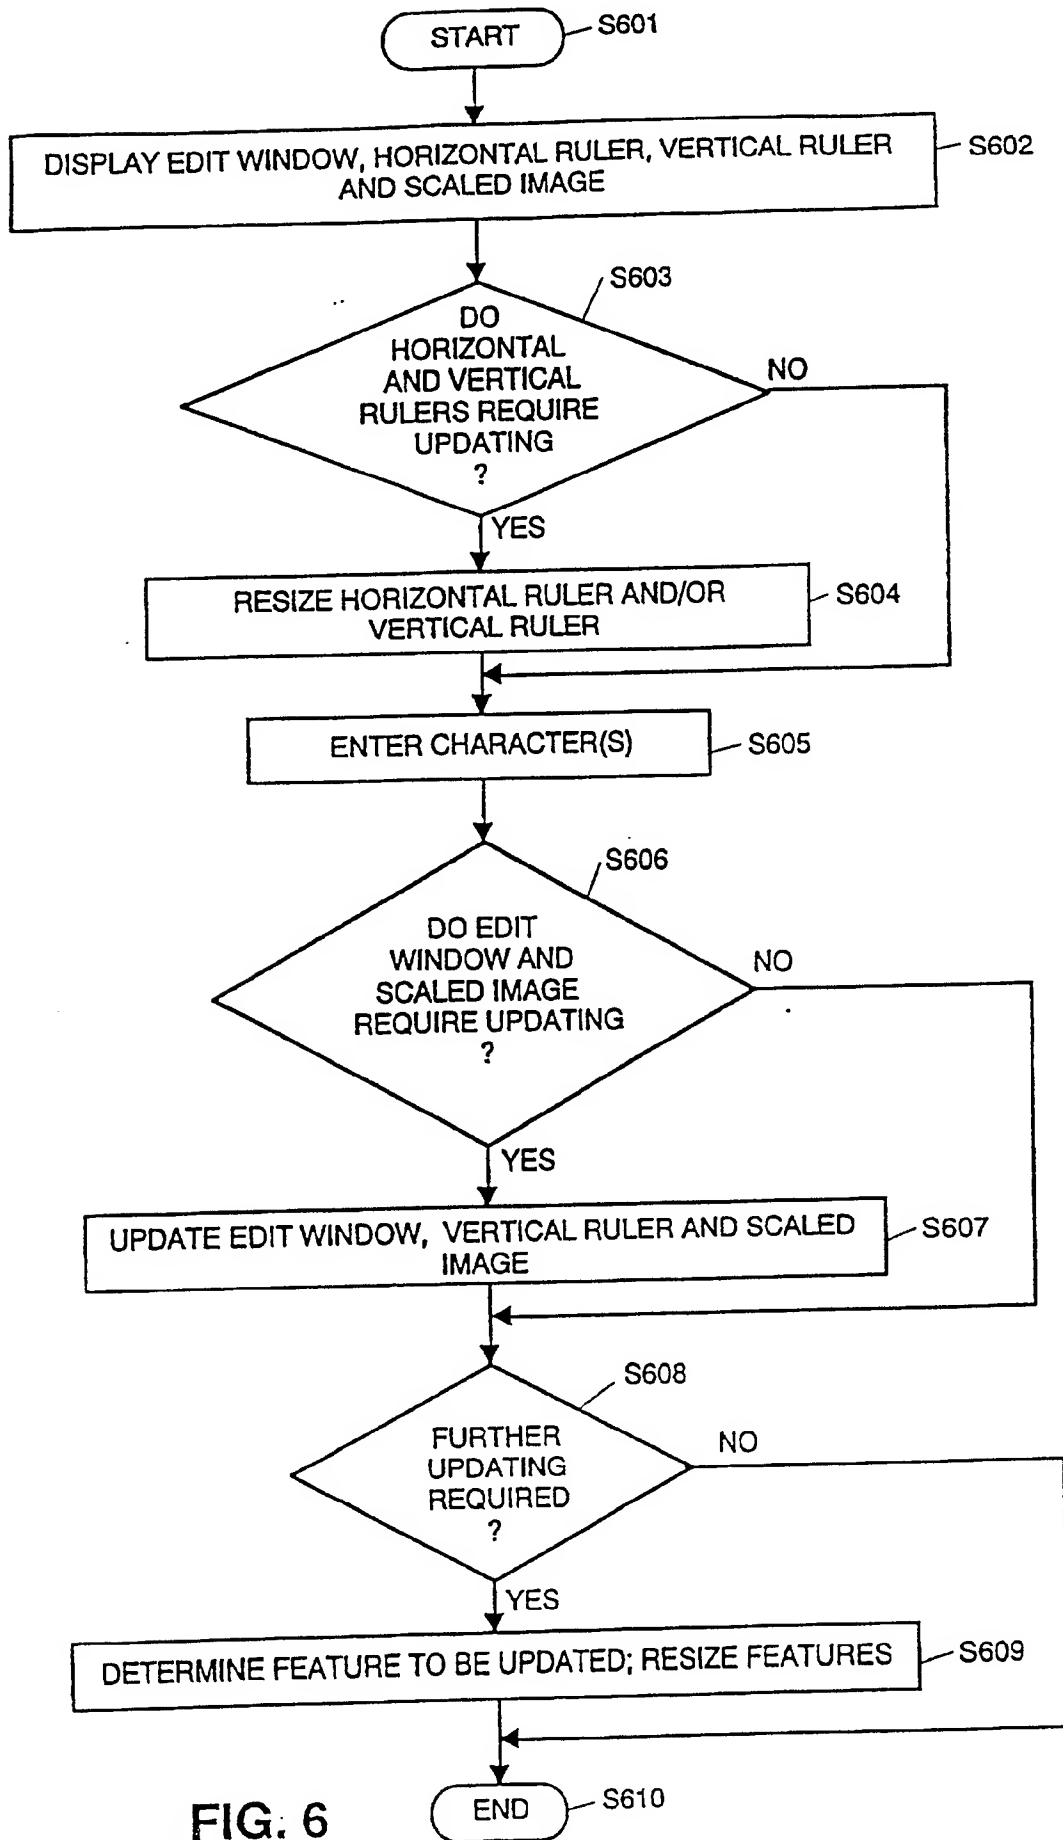 START
S601
DISPLAY EDIT WINDOW, HORIZONTAL RULER, VERTICAL RULER
AND SCALED IMAGE
S602
S603
DO
HORIZONTAL
AND VERTICAL
RULERS REQUIRE
UPDATING
?
NO
YES
RESIZE HORIZONTAL RULER AND/OR
VERTICAL RULER
S604
ENTER CHARACTER(S)
S605
S606
DO EDIT
WINDOW AND
SCALED IMAGE
REQUIRE UPDATING
?
NO
YES
UPDATE EDIT WINDOW, VERTICAL RULER AND SCALED
IMAGE
S607
S608
FURTHER
UPDATING
REQUIRED
?
NO
YES
DETERMINE FEATURE TO BE UPDATED; RESIZE FEATURES
S609
END
S610
FIG. 6